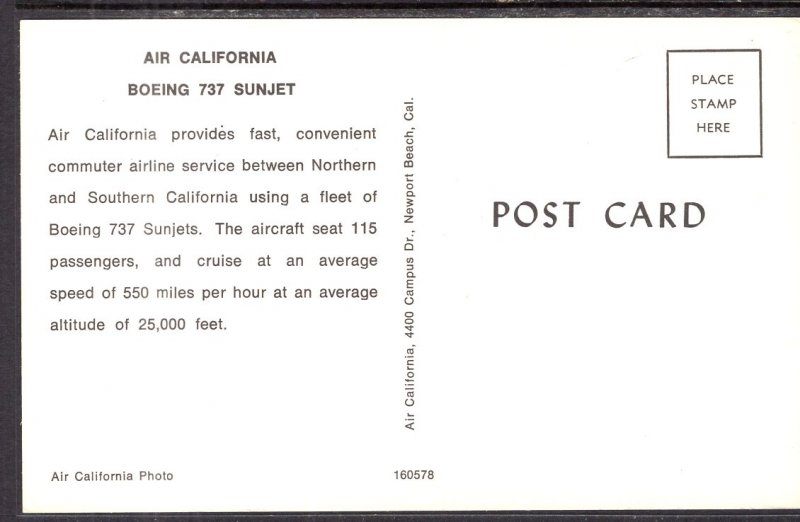 AIR CALIFORNIA
BOEING 737 SUNJET
Air California provides fast, convenient
commuter airline service between Northern
and Southern California using a fleet of
Boeing 737 Sunjets. The aircraft seat 115
passengers, and cruise at an average
speed of 550 miles per hour at an average
altitude of 25,000 feet.
Air California Photo
Air California, 4400 Campus Dr., Newport Beach, Cal.
160578
PLACE
STAMP
HERE
POST CARD